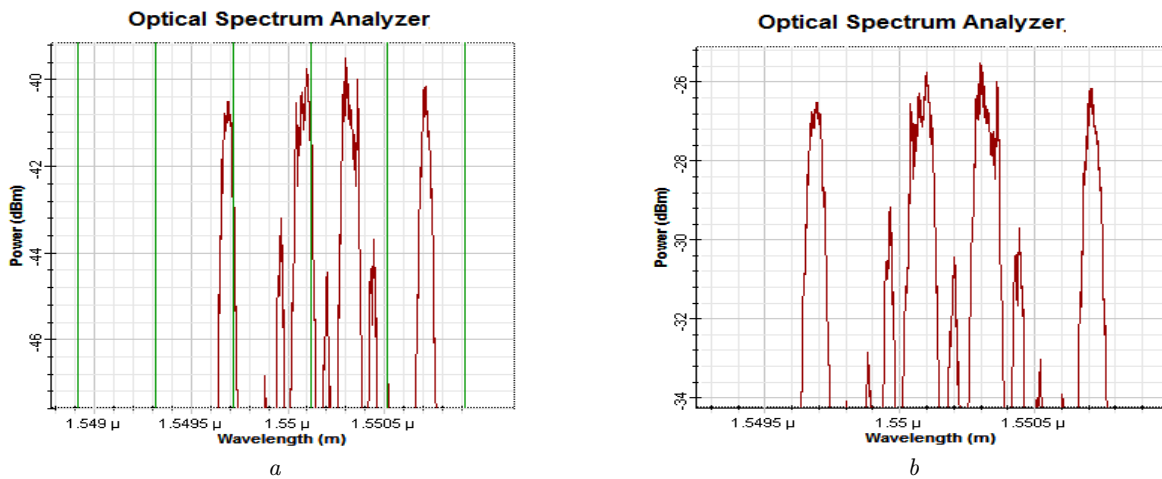 Optical Spectrum Analyzer
Power (dBm)
-40
-42
-44
-46
1.549 µ
1.5495 µ
1.55 µ
1.5505 µ
Wavelength (m)
a
Optical Spectrum Analyzer
Power (dBm)
-26
-28
-30
-32
-34
1.5495 µ
1.55 µ
1.5505 µ
Wavelength (m)
b